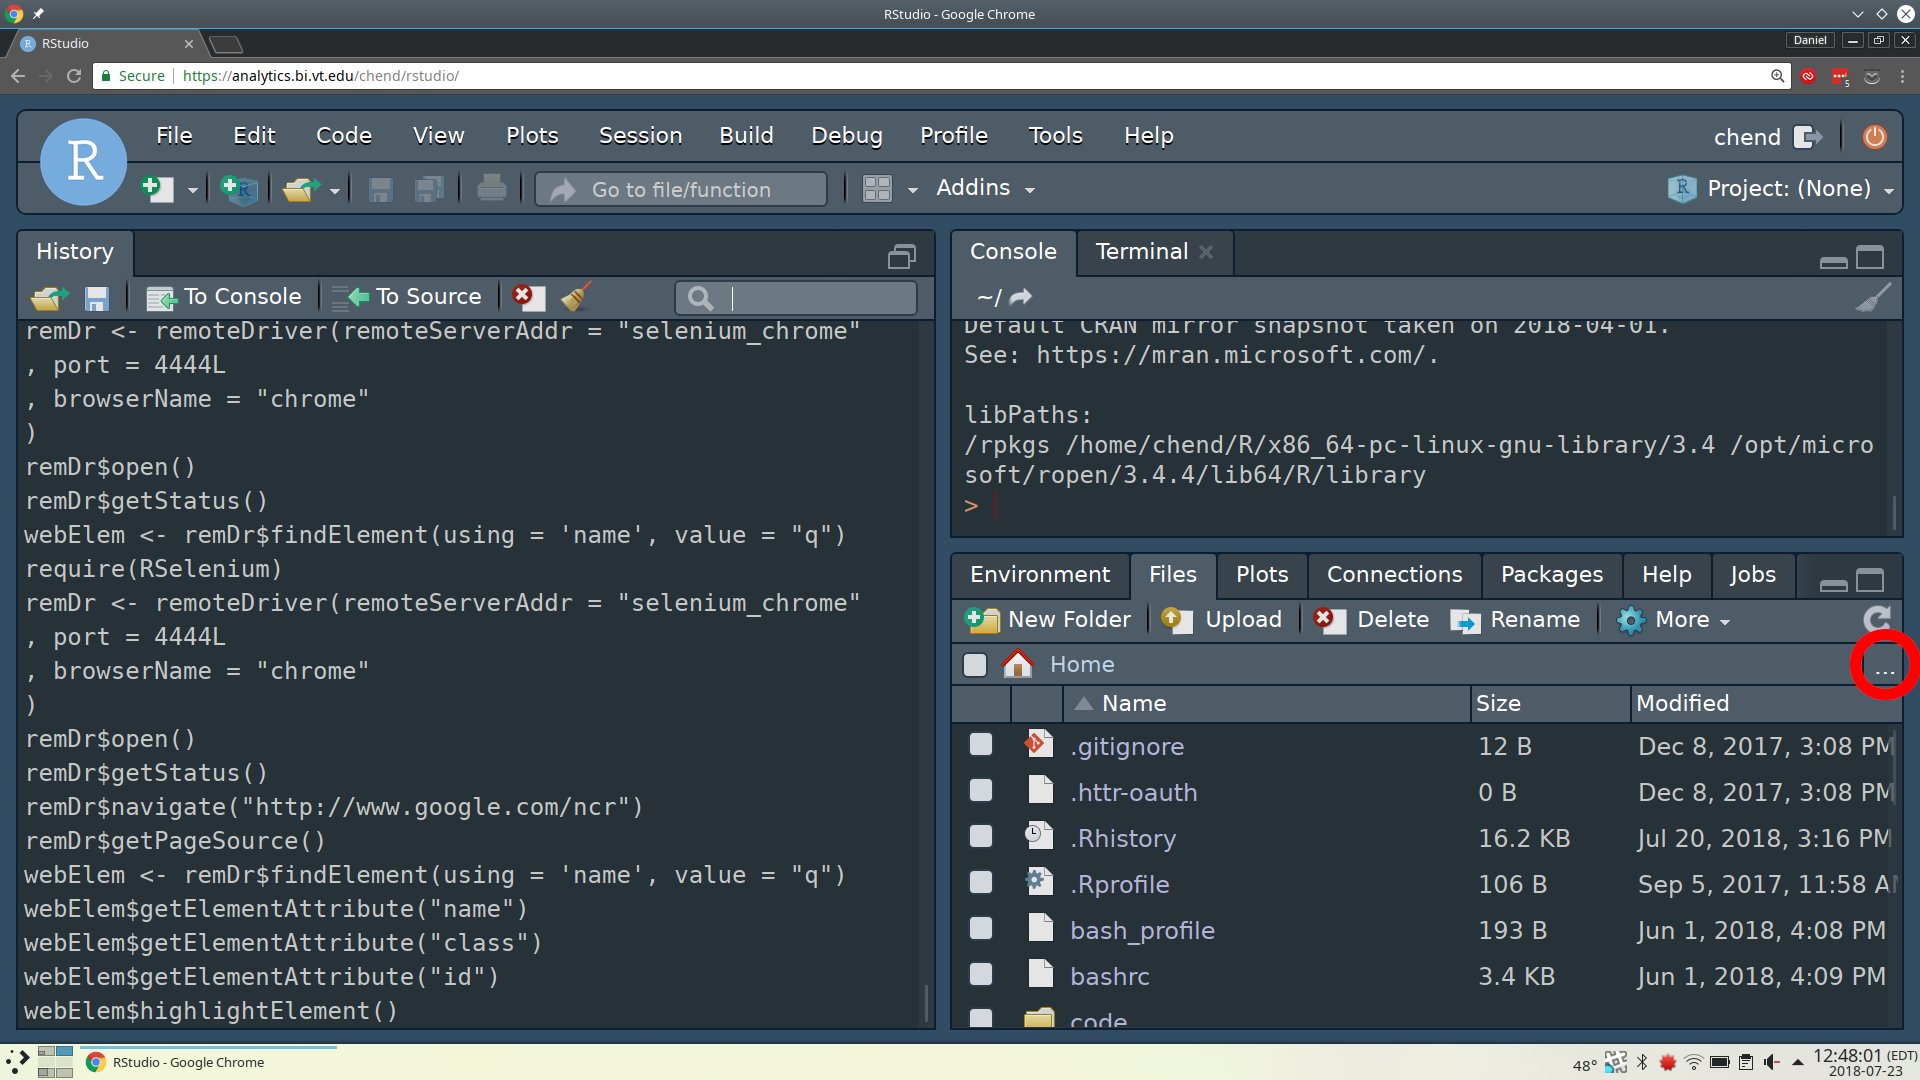 RStudio - Google Chrome
RStudio
Daniel
Secure https://analytics.bi.vt.edu/chend/rstudio/
5
R File Edit Code View Plots Session Build Debug Profile Tools Help chend
Go to file/function Addins R Project: (None)
History
To Console To Source
remDr <- remoteDriver(remoteServerAddr = "selenium_chrome"
, port = 4444L
, browserName = "chrome"
)
remDr$open()
remDr$getStatus()
webElem <- remDr$findElement(using = 'name', value = "q")
require(RSelenium)
remDr <- remoteDriver(remoteServerAddr = "selenium_chrome"
, port = 4444L
, browserName = "chrome"
)
remDr$open()
remDr$getStatus()
remDr$navigate("http://www.google.com/ncr")
remDr$getPageSource()
webElem <- remDr$findElement(using = 'name', value = "q")
webElem$getElementAttribute("name")
webElem$getElementAttribute("class")
webElem$getElementAttribute("id")
webElem$highlightElement()
Console Terminal
~/
Default CRAN mirror snapshot taken on 2018-04-01.
See: https://mran.microsoft.com/.
libPaths:
/rpkgs /home/chend/R/x86_64-pc-linux-gnu-library/3.4 /opt/micro
soft/ropen/3.4.4/lib64/R/library
>
Environment Files Plots Connections Packages Help Jobs
New Folder Upload Delete Rename More
Home ...
Name Size Modified
.gitignore 12 B Dec 8, 2017, 3:08 PM
.httr-oauth 0 B Dec 8, 2017, 3:08 PM
.Rhistory 16.2 KB Jul 20, 2018, 3:16 PM
.Rprofile 106 B Sep 5, 2017, 11:58 AM
bash_profile 193 B Jun 1, 2018, 4:08 PM
bashrc 3.4 KB Jun 1, 2018, 4:09 PM
code
RStudio - Google Chrome
48° 12:48:01 (EDT)
2018-07-23